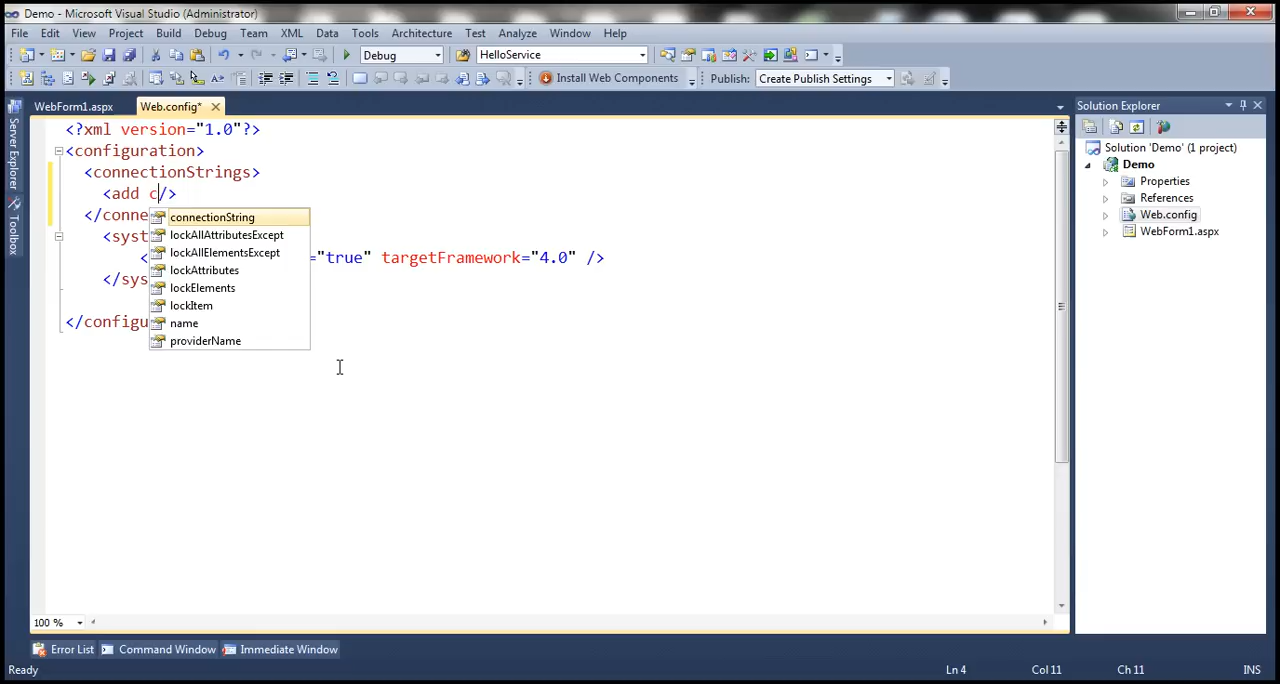 Demo - Microsoft Visual Studio (Administrator)
File Edit View Project Build Debug Team XML Data Tools Architecture Test Analyze Window Help
Debug HelloService
Install Web Components Publish: Create Publish Settings
WebForm1.aspx Web.config*
Server Explorer
Toolbox
<?xml version="1.0"?>
<configuration>
<connectionStrings>
<add c/>
</conne
<syst
< ="true" targetFramework="4.0" />
</sys
</configu
connectionString
lockAllAttributesExcept
lockAllElementsExcept
lockAttributes
lockElements
lockItem
name
providerName
100 %
Solution Explorer
Solution 'Demo' (1 project)
Demo
Properties
References
Web.config
WebForm1.aspx
Error List Command Window Immediate Window
Ready Ln 4 Col 11 Ch 11 INS